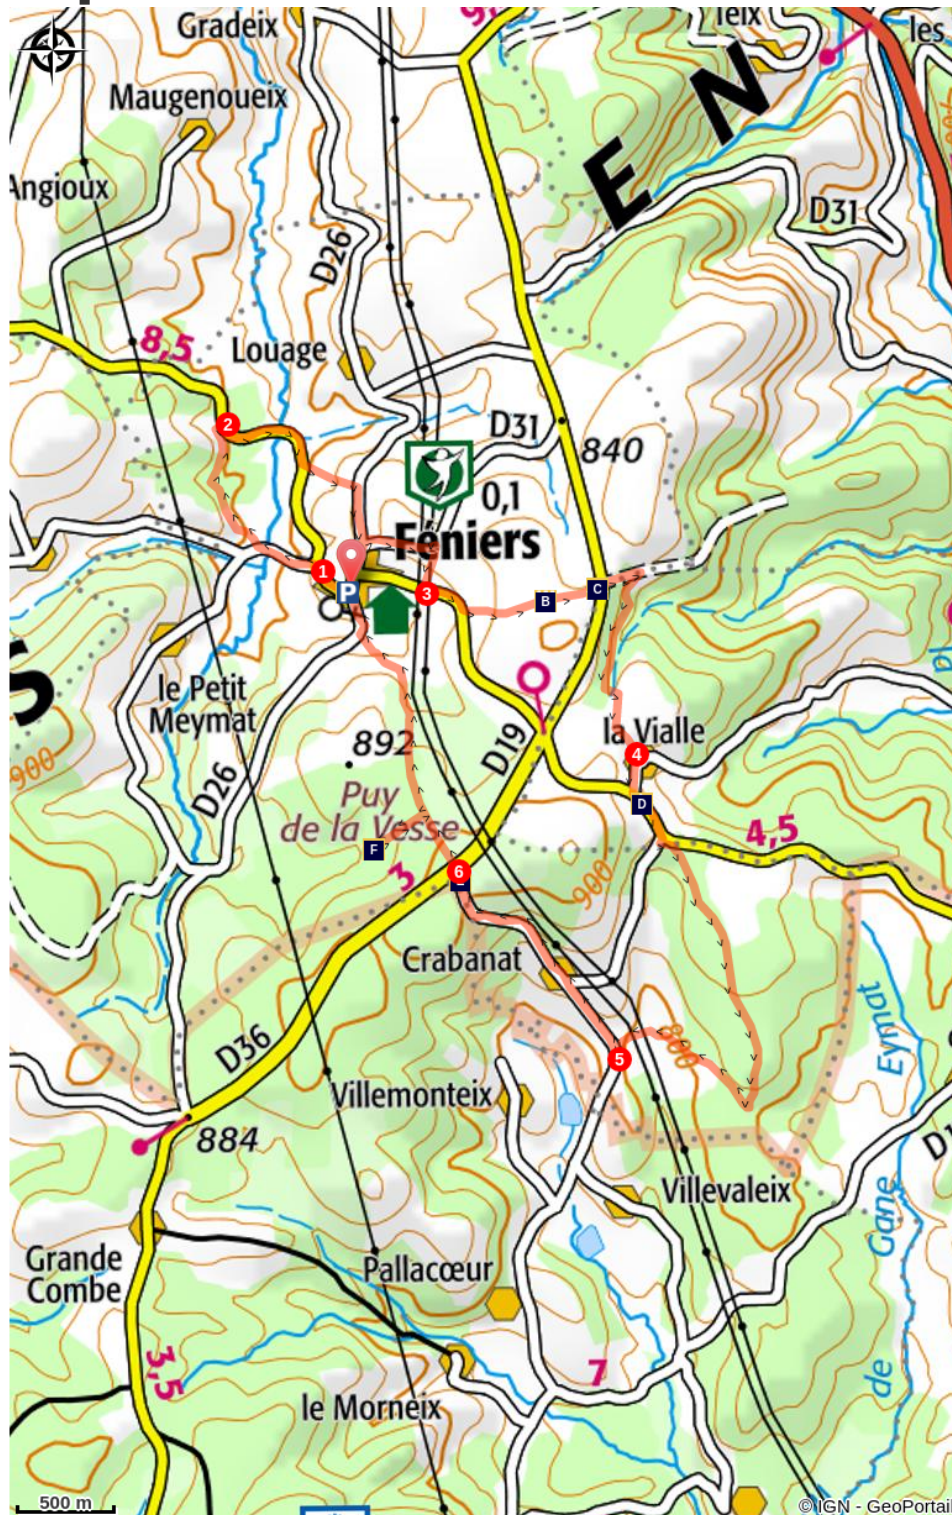 Gradeix
Teix
les
Maugenoueix
E N
Angioux
D31
D26
8,5
Louage
D31
840
0,1
Féniers
1
2
3
P
B
C
S
le Petit
Meymat
la Vialle
4
D19
892
900
D26
Puy
de la Vesse
D
4,5
F
3
6
900
Crabanat
Eymat
D36
800
5
Villemonteix
884
Villevaleix
Gane
Grande
Combe
Pallacœur
3,5
7
de
le Morneix
500 m
© IGN - GeoPortail